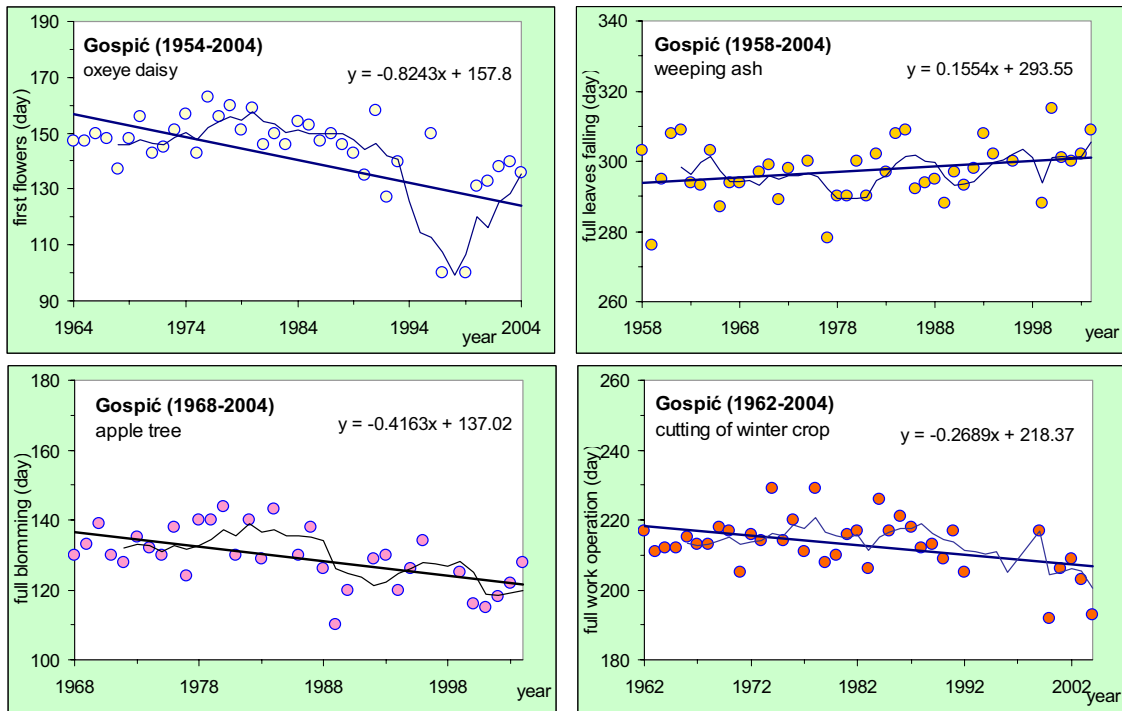 190
170
150
130
110
90
first flowers (day)
Gospić (1954-2004)
oxeye daisy
y = -0.8243x + 157.8
1964
1974
1984
1994
2004
year
340
320
300
280
260
full leaves falling (day)
Gospić (1958-2004)
weeping ash
y = 0.1554x + 293.55
1958
1968
1978
1988
1998
year
180
160
140
120
100
full blomming (day)
Gospić (1968-2004)
apple tree
y = -0.4163x + 137.02
1968
1978
1988
1998
year
260
240
220
200
180
full work operation (day)
Gospić (1962-2004)
cutting of winter crop
y = -0.2689x + 218.37
1962
1972
1982
1992
2002
year